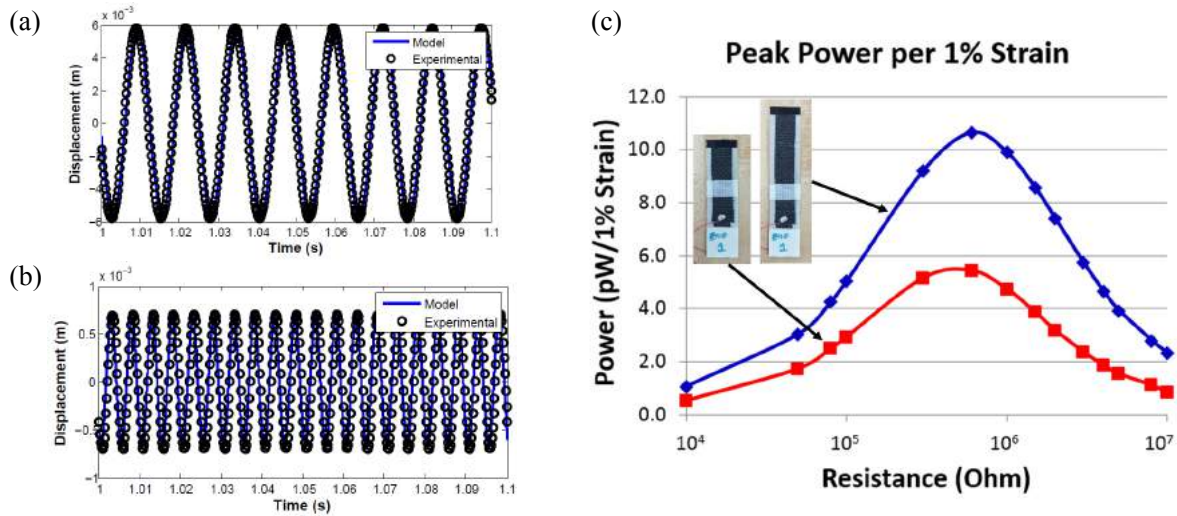 (a)
x 10⁻³
6
4
2
0
−2
−4
−6
Displacement (m)
Model
Experimental
1 1.01 1.02 1.03 1.04 1.05 1.06 1.07 1.08 1.09 1.1
Time (s)
(b)
x 10⁻³
1
0.5
0
−0.5
−1
Displacement (m)
Model
Experimental
1 1.01 1.02 1.03 1.04 1.05 1.06 1.07 1.08 1.09 1.1
Time (s)
(c)
Peak Power per 1% Strain
12.0
10.0
8.0
6.0
4.0
2.0
0.0
Power (pW/1% Strain)
1
1
10⁴ 10⁵ 10⁶ 10⁷
Resistance (Ohm)